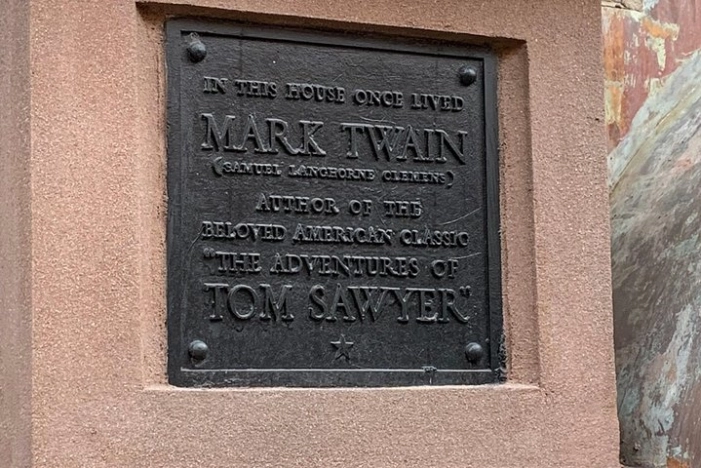 IN THIS HOUSE ONCE LIVED
MARK TWAIN
(SAMUEL LANGHORNE CLEMENS)
AUTHOR OF THE
BELOVED AMERICAN CLASSIC
"THE ADVENTURES OF
TOM SAWYER"